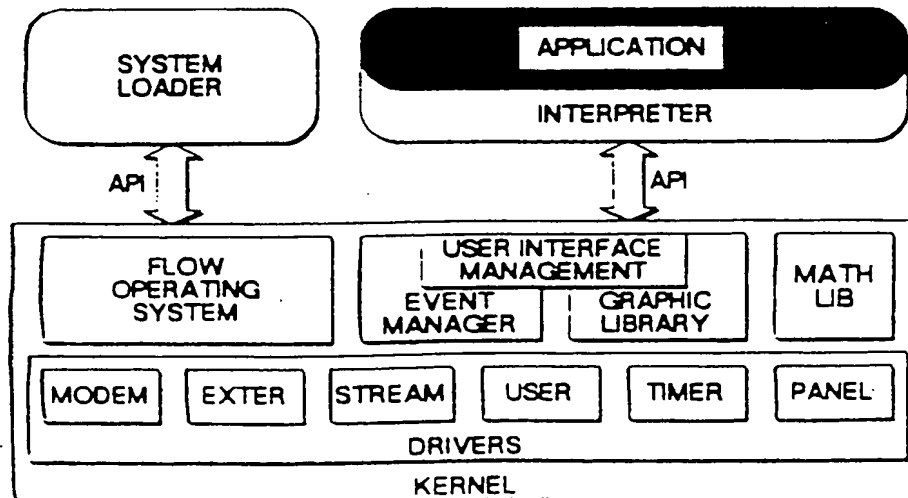 SYSTEM
LOADER
APPLICATION
INTERPRETER
API
API
FLOW
OPERATING
SYSTEM
USER INTERFACE
MANAGEMENT
EVENT
MANAGER
GRAPHIC
LIBRARY
MATH
LIB
MODEM
EXTER
STREAM
USER
TIMER
PANEL
DRIVERS
KERNEL